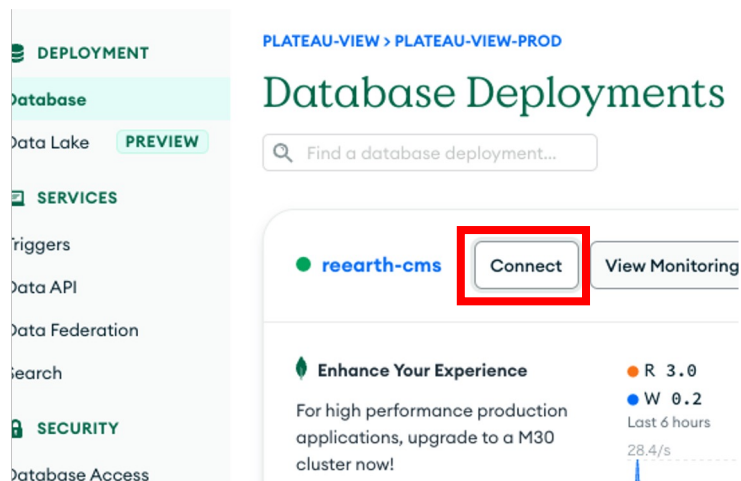 DEPLOYMENT
Database
Data Lake PREVIEW
SERVICES
Triggers
Data API
Data Federation
Search
SECURITY
Database Access
PLATEAU-VIEW > PLATEAU-VIEW-PROD
Database Deployments
Find a database deployment...
reearth-cms Connect View Monitoring
Enhance Your Experience
For high performance production
applications, upgrade to a M30
cluster now!
R 3.0
W 0.2
Last 6 hours
28.4/s